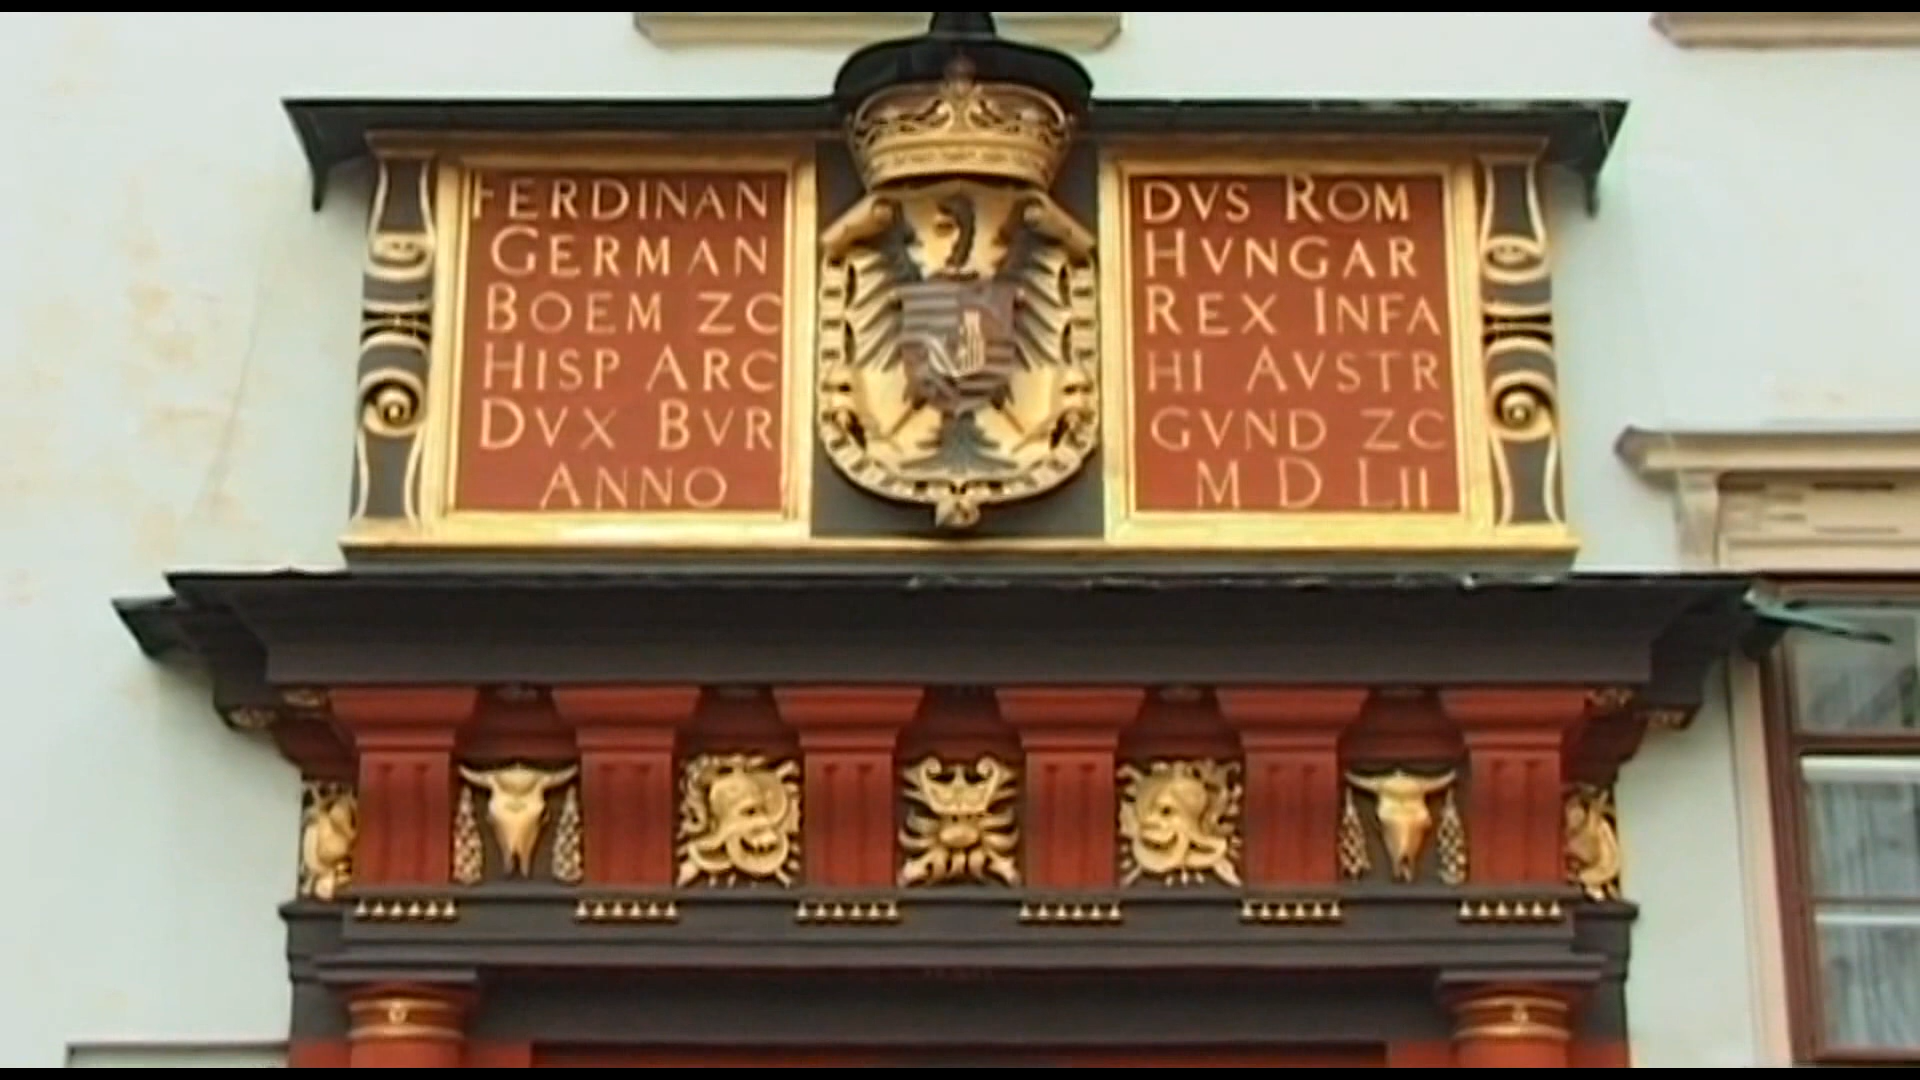 FERDINAN DVS ROM
GERMAN HVNGAR
BOEM ZC REX INFA
HISP ARC HI AVSTR
DVX BVR GVND ZC
ANNO M D LII